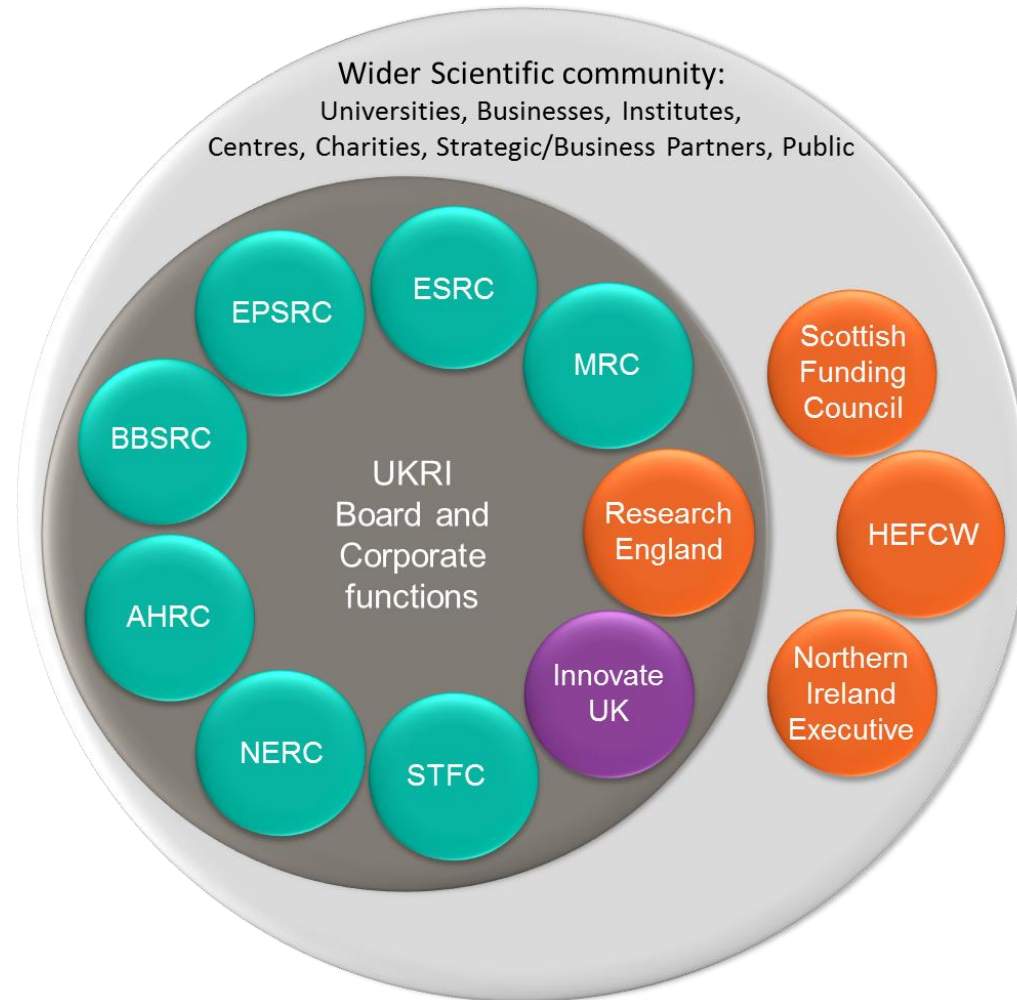 Wider Scientific community:
Universities, Businesses, Institutes,
Centres, Charities, Strategic/Business Partners, Public
ESRC
EPSRC
MRC
BBSRC
AHRC
NERC
STFC
UKRI
Board and
Corporate
functions
Research
England
Innovate
UK
Scottish
Funding
Council
HEFCW
Northern
Ireland
Executive